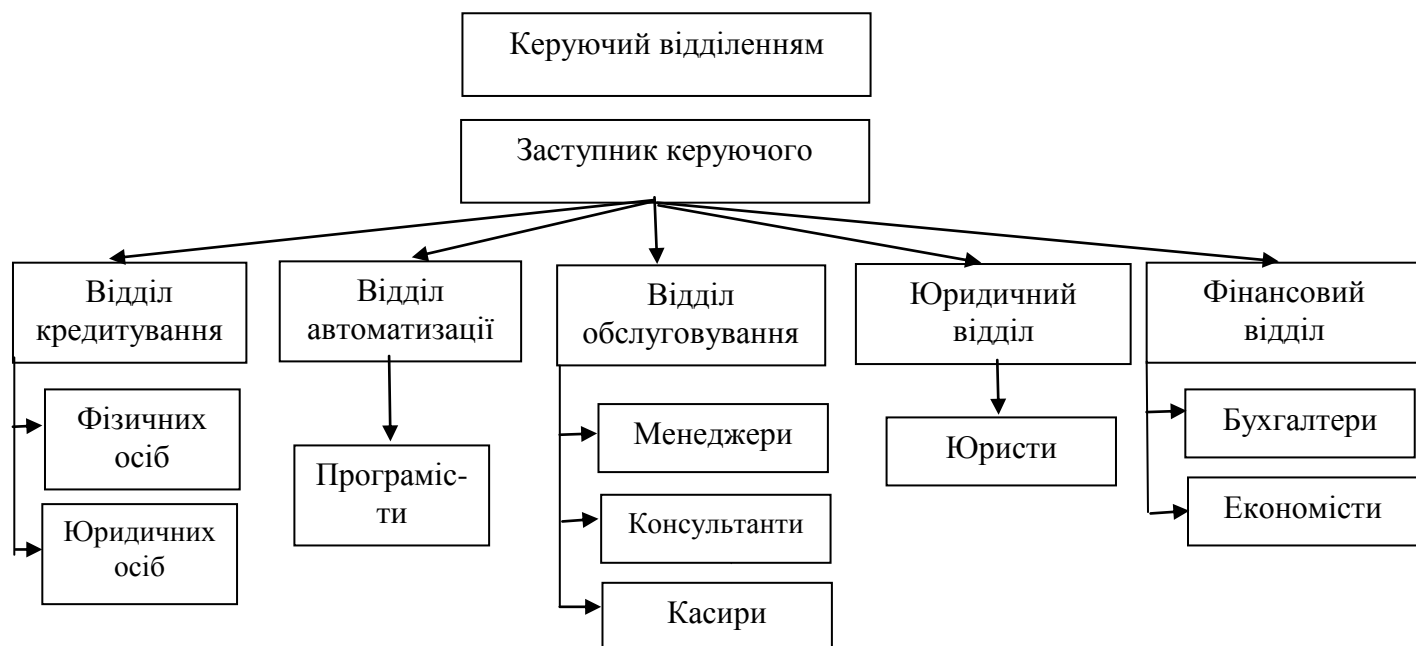 Керуючий відділенням
Заступник керуючого
Відділ
кредитування
Відділ
автоматизації
Відділ
обслуговування
Юридичний
відділ
Фінансовий
відділ
Фізичних
осіб
Юридичних
осіб
Програміс-
ти
Менеджери
Консультанти
Касири
Юристи
Бухгалтери
Економісти